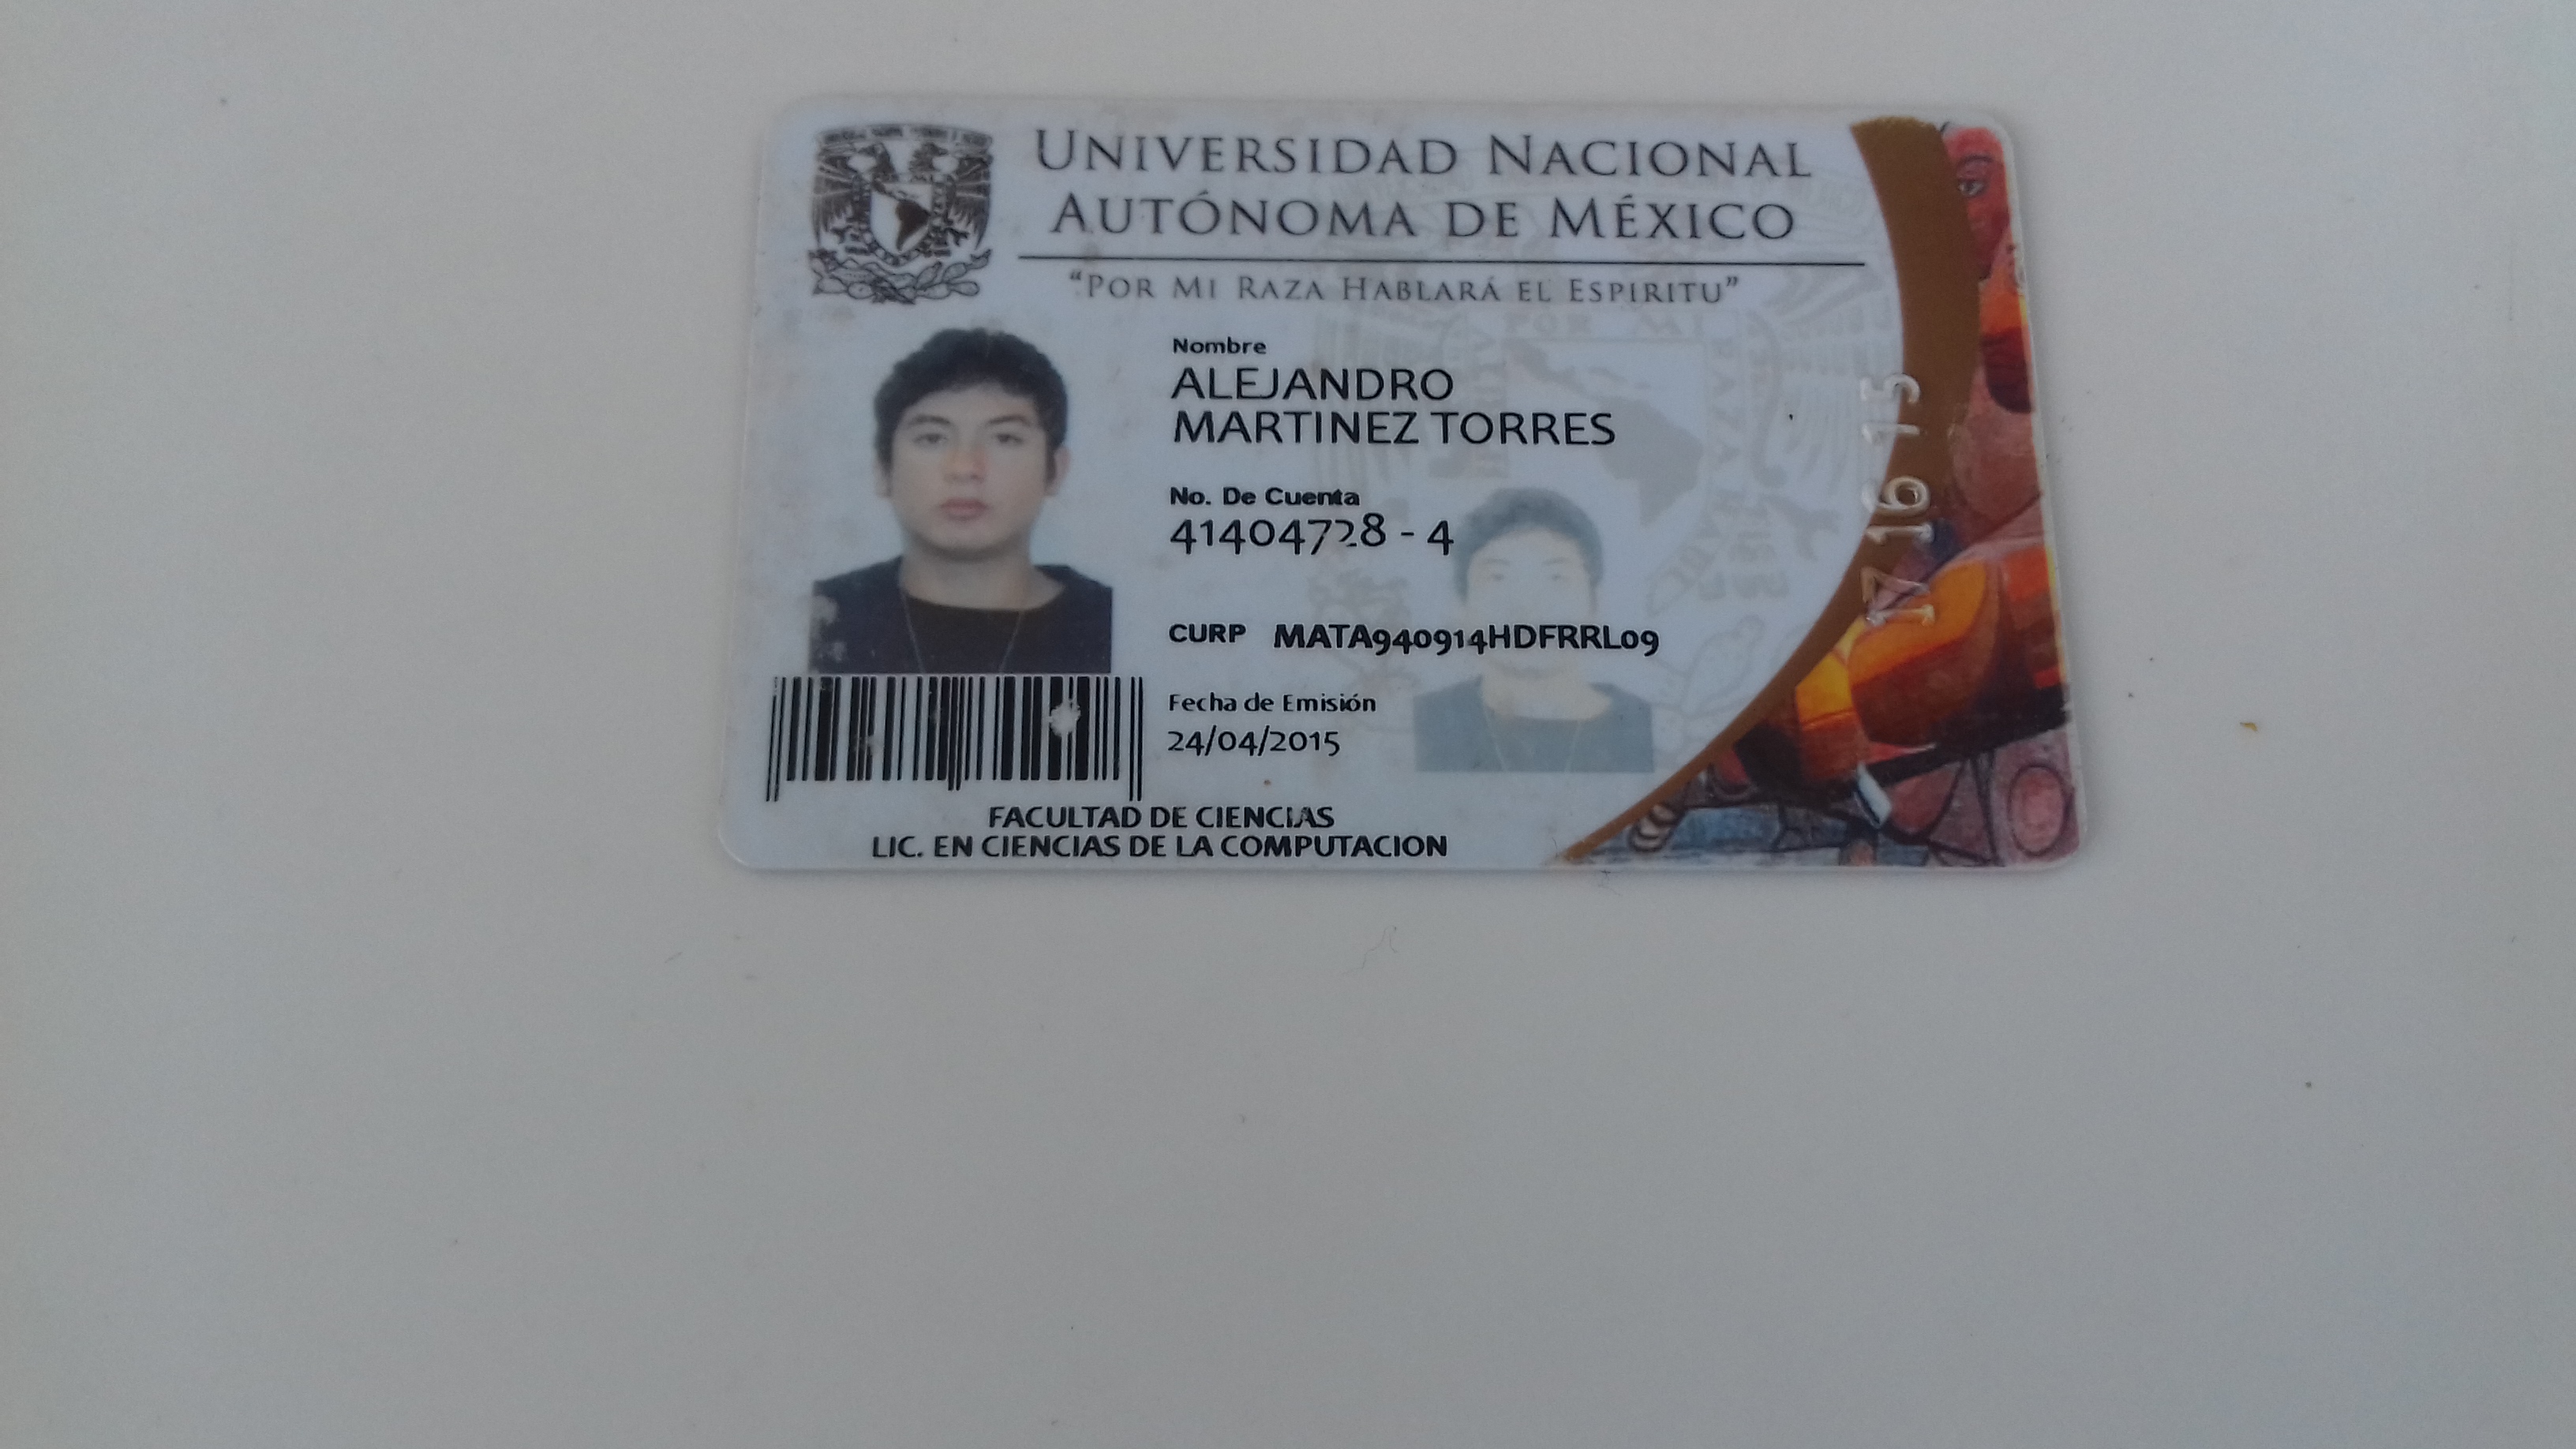 UNIVERSIDAD NACIONAL
AUTÓNOMA DE MÉXICO
“POR MI RAZA HABLARÁ EL ESPIRITU”
Nombre
ALEJANDRO
MARTINEZ TORRES
No. De Cuenta
41404728 - 4
CURP MATA940914HDFRRL09
Fecha de Emisión
24/04/2015
FACULTAD DE CIENCIAS
LIC. EN CIENCIAS DE LA COMPUTACION
17 16 15